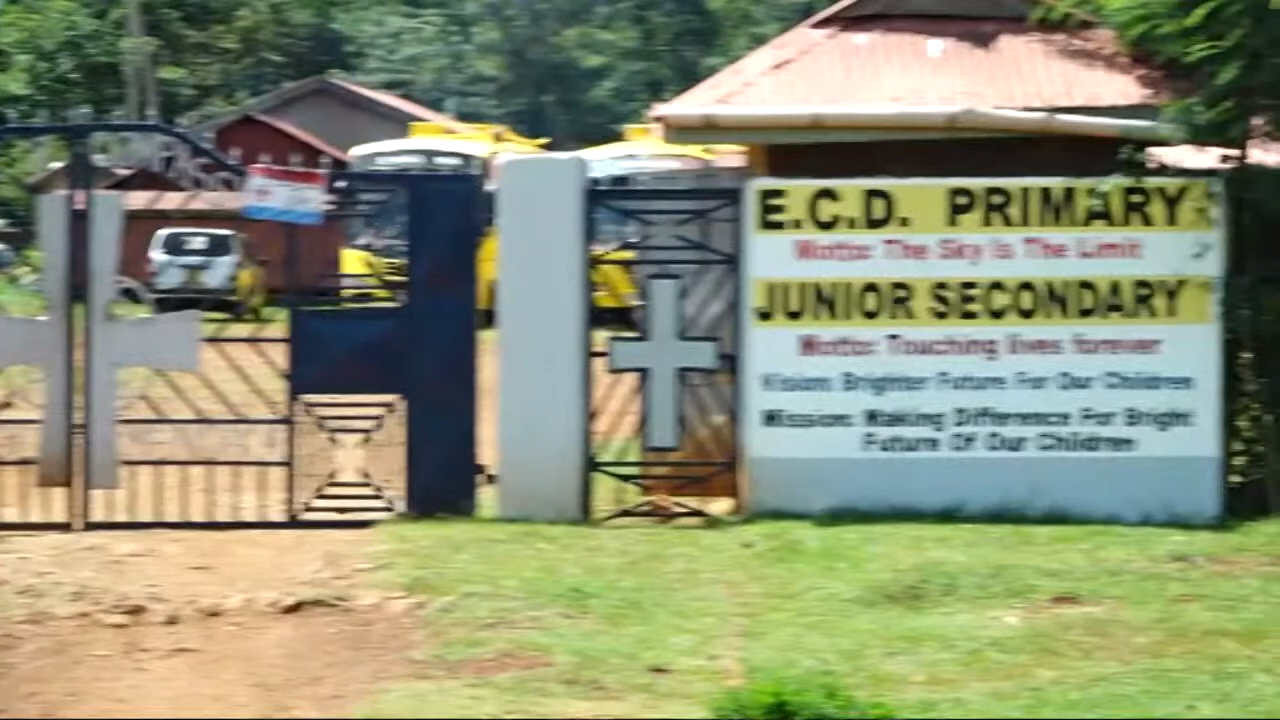 E.C.D. PRIMARY
Motto: The Sky Is The Limit
JUNIOR SECONDARY
Motto: Touching lives forever
Vision: Brighter Future For Our Children
Mission: Making Difference For Bright
Future Of Our Children